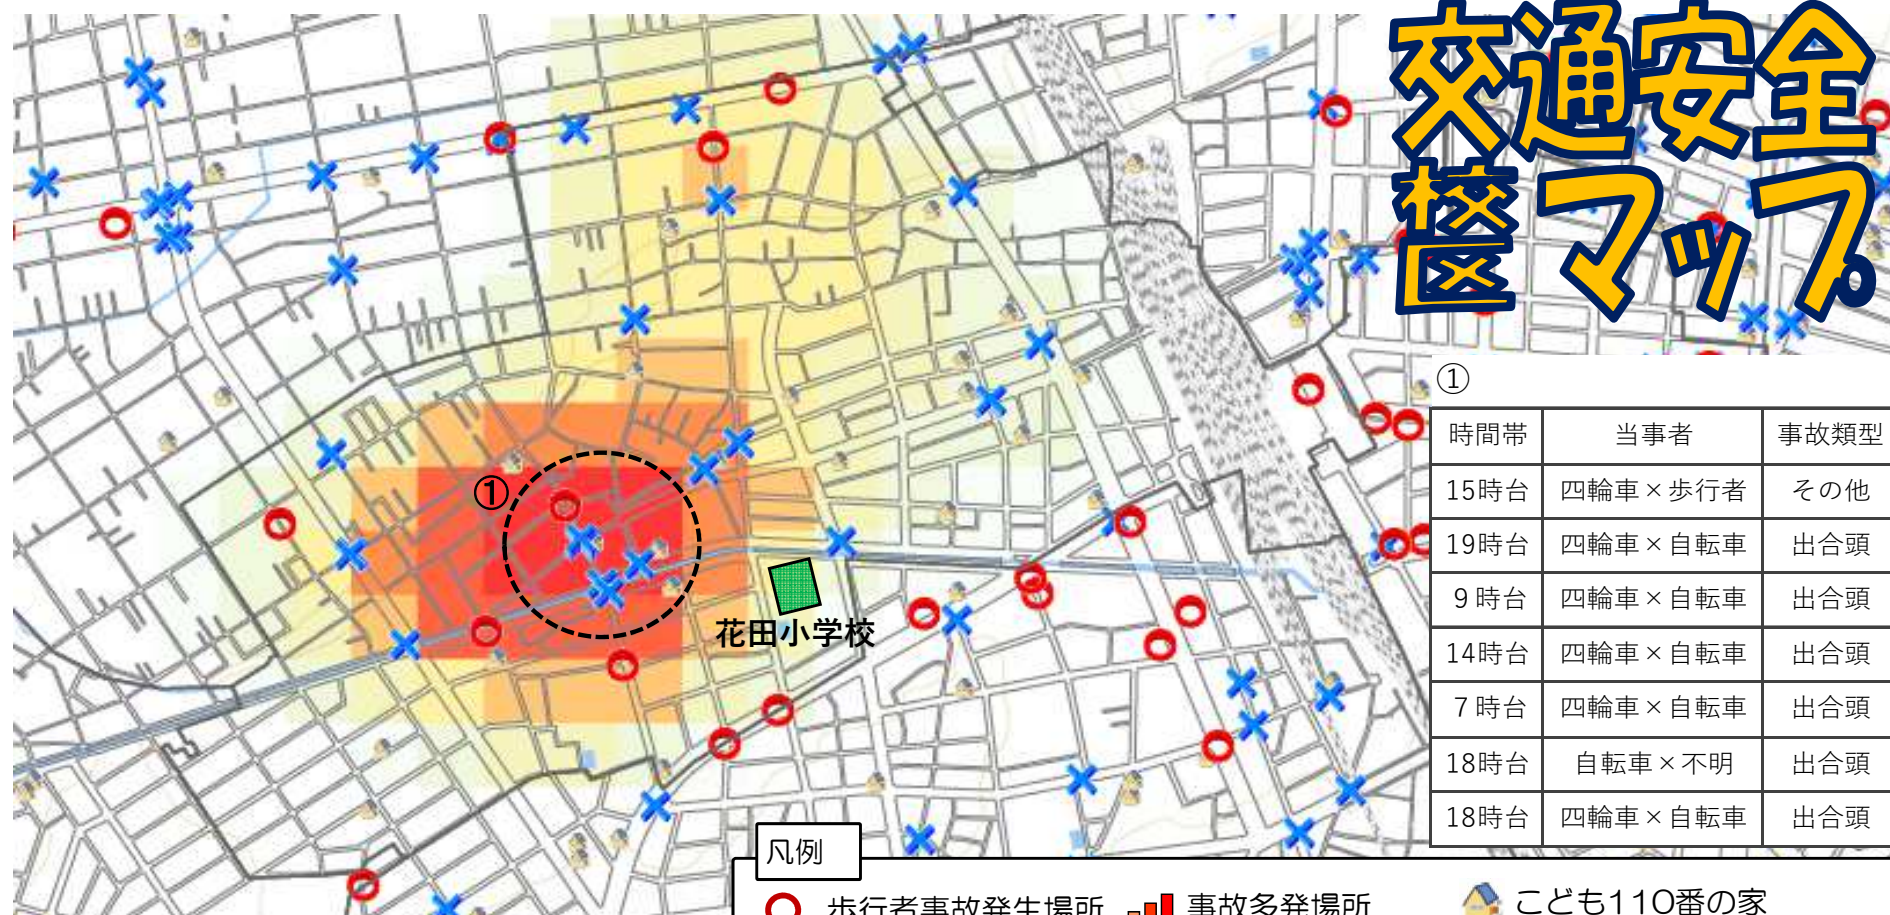 交通安全
校区マップ
①
時間帯 当事者 事故類型
15時台 四輪車×歩行者 その他
19時台 四輪車×自転車 出合頭
9時台 四輪車×自転車 出合頭
14時台 四輪車×自転車 出合頭
7時台 四輪車×自転車 出合頭
18時台 自転車×不明 出合頭
18時台 四輪車×自転車 出合頭
①
花田小学校
凡例
歩行者事故発生場所 事故多発場所 こども110番の家